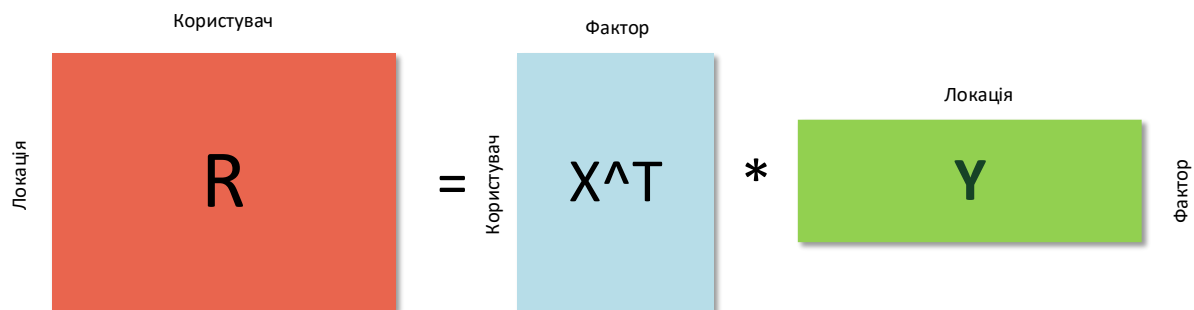 Користувач
Фактор
Локація
Локація
R
=
Користувач
X^T
*
Y
Фактор